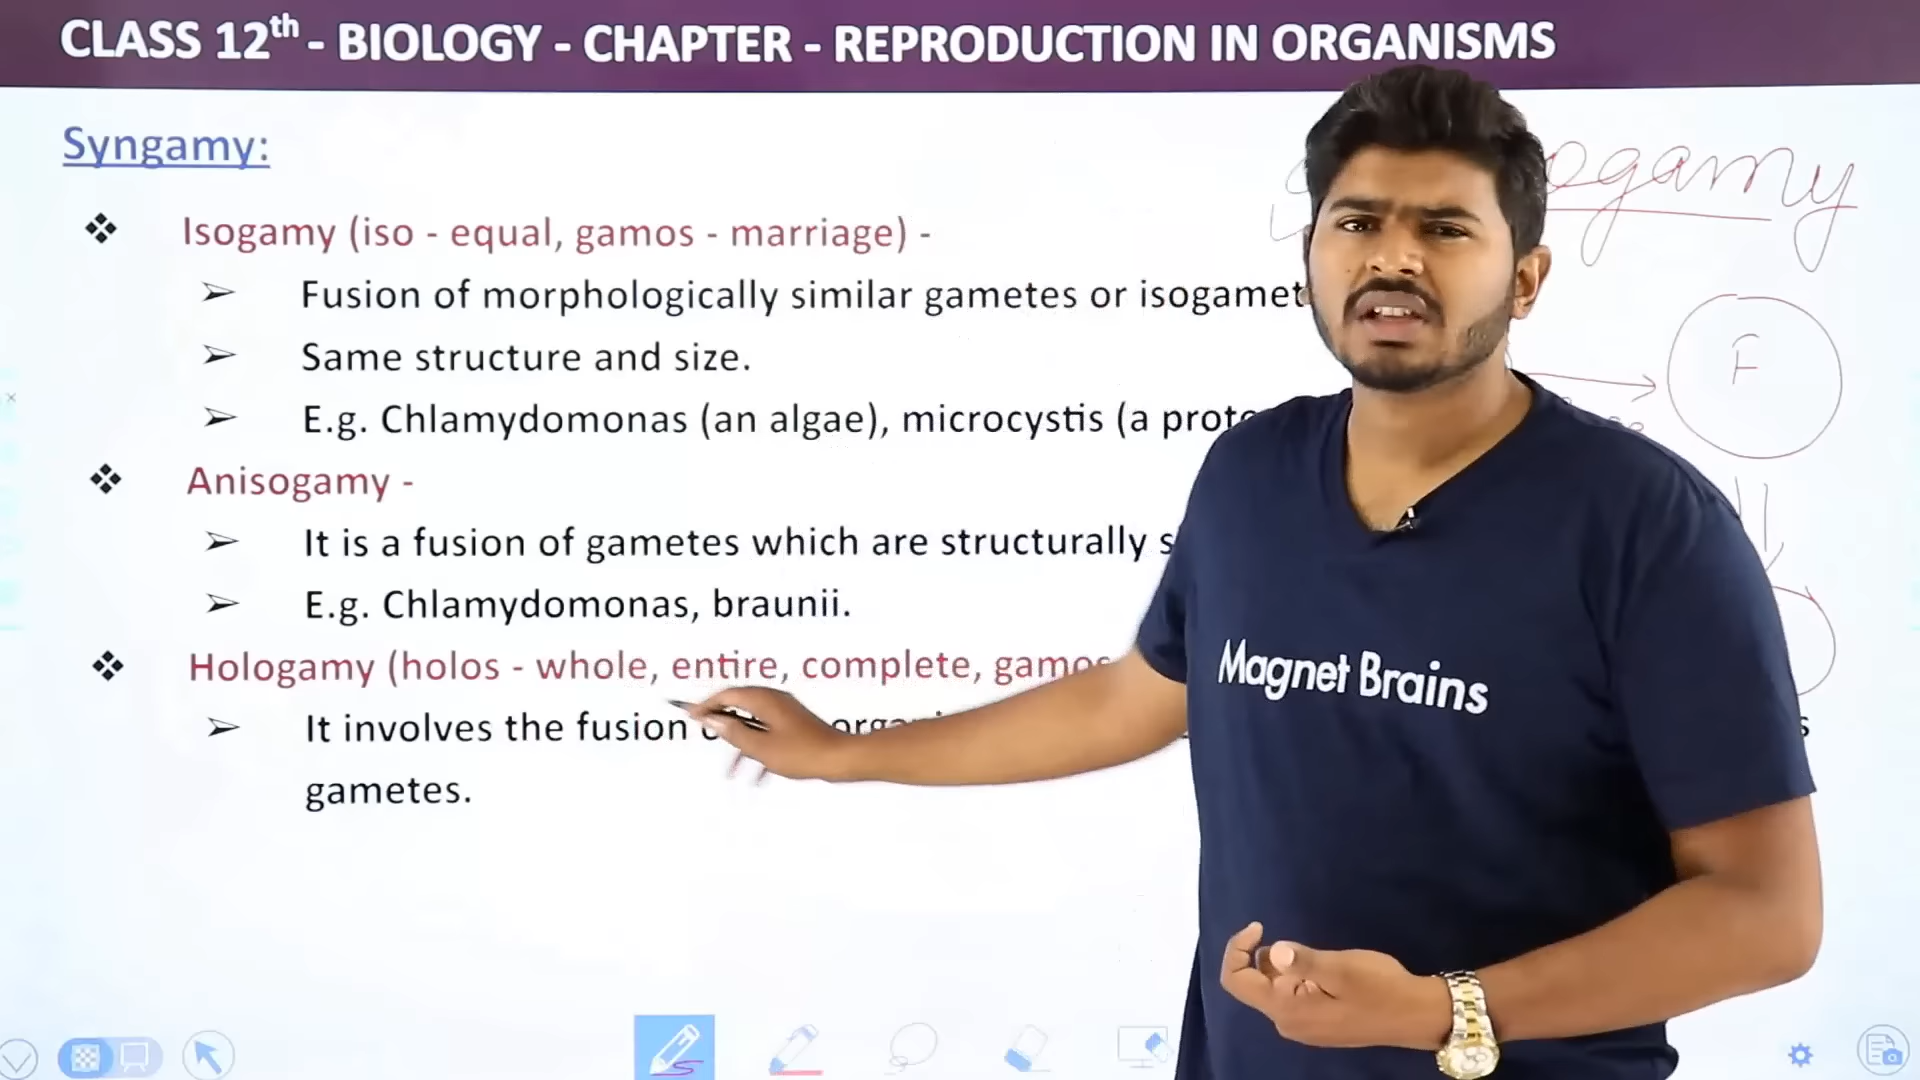 CLASS 12th - BIOLOGY - CHAPTER - REPRODUCTION IN ORGANISMS
Syngamy:
ogamy
Isogamy (iso - equal, gamos - marriage) -
Fusion of morphologically similar gametes or isogamet
F
Same structure and size.
E.g. Chlamydomonas (an algae), microcystis (a prot
Anisogamy -
It is a fusion of gametes which are structurally s
E.g. Chlamydomonas, braunii.
Hologamy (holos - whole, entire, complete, gamos
It involves the fusion
gametes.
Magnet Brains